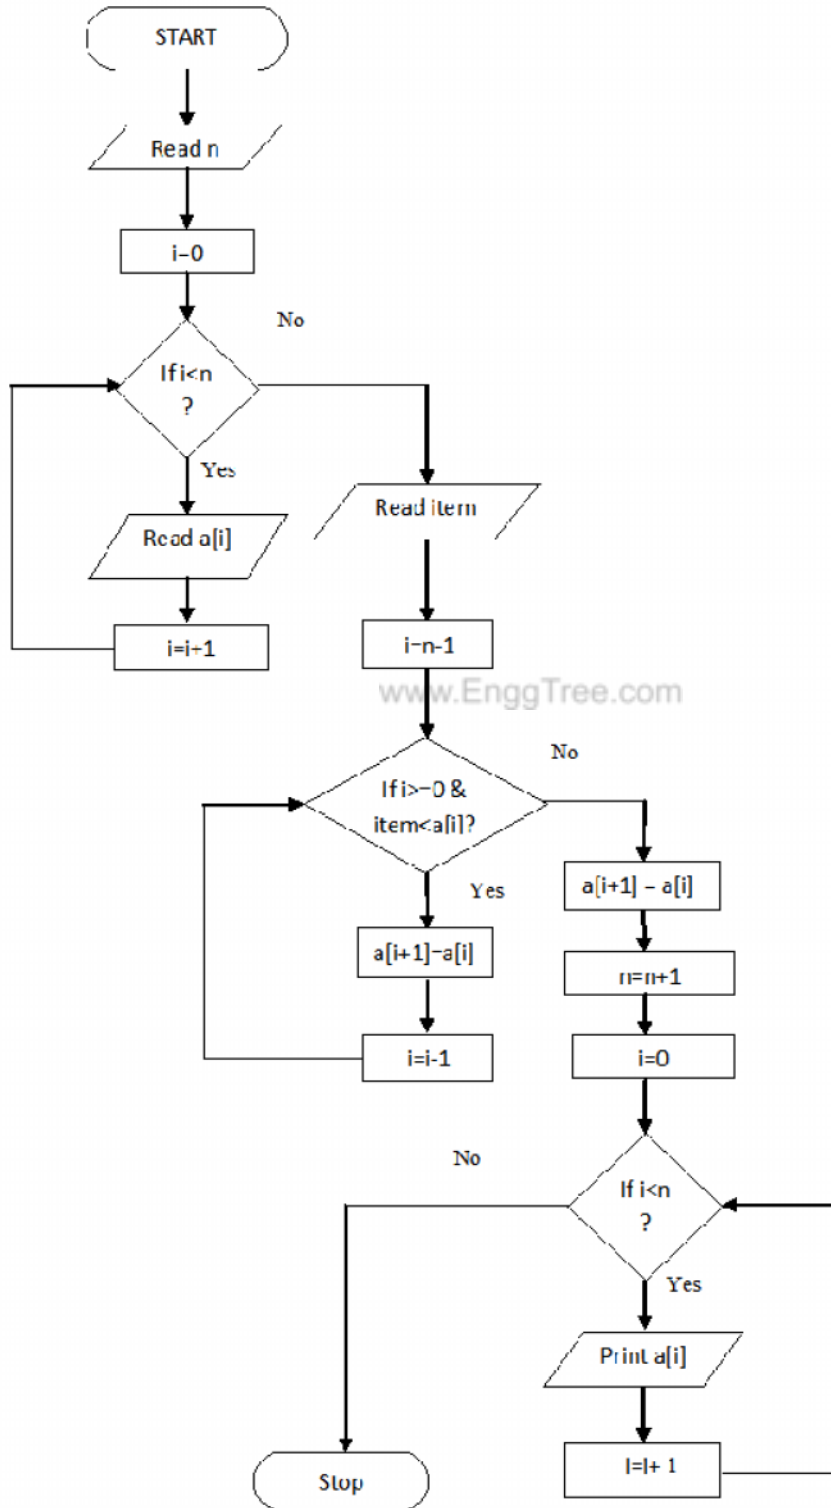 START
Read n
i=0
No
If i<n
?
Yes
Read item
Read a[i]
i=i+1
i=n-1
www.EnggTree.com
No
If i>=0 &
item<a[i]?
Yes
a[i+1] = a[i]
a[i+1]=a[i]
n=n+1
i=i-1
i=0
No
If i<n
?
Yes
Print a[i]
I=I+ 1
Stop